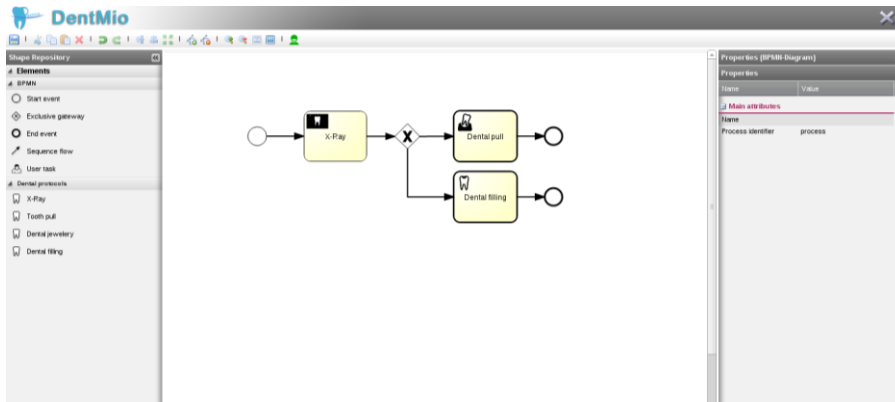 DentMio
Shape Repository
Elements
BPMN
Start event
Exclusive gateway
End event
Sequence flow
User task
Dental protocols
X-Ray
Tooth pull
Dental jewelery
Dental filling
X-Ray
X
Dental pull
Dental filling
Properties (BPMN-Diagram)
Properties
Name Value
Main attributes
Name
Process identifier process